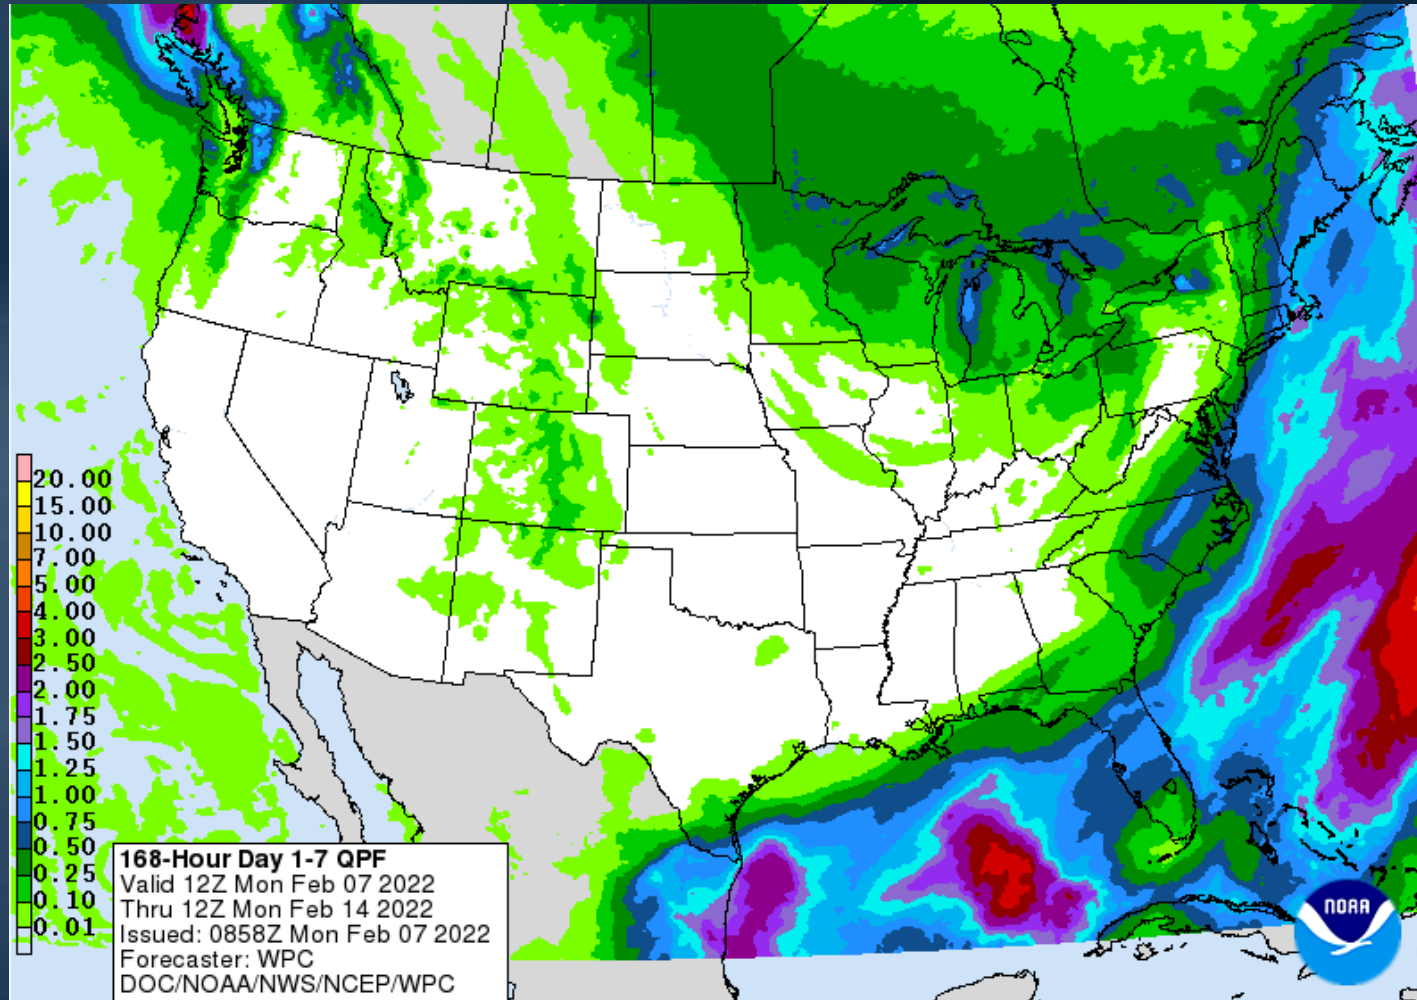 20.00
15.00
10.00
7.00
5.00
4.00
3.00
2.50
2.00
1.75
1.50
1.25
1.00
0.75
0.50
0.25
0.10
0.01
168-Hour Day 1-7 QPF
Valid 12Z Mon Feb 07 2022
Thru 12Z Mon Feb 14 2022
Issued: 0858Z Mon Feb 07 2022
Forecaster: WPC
DOC/NOAA/NWS/NCEP/WPC
NOAA